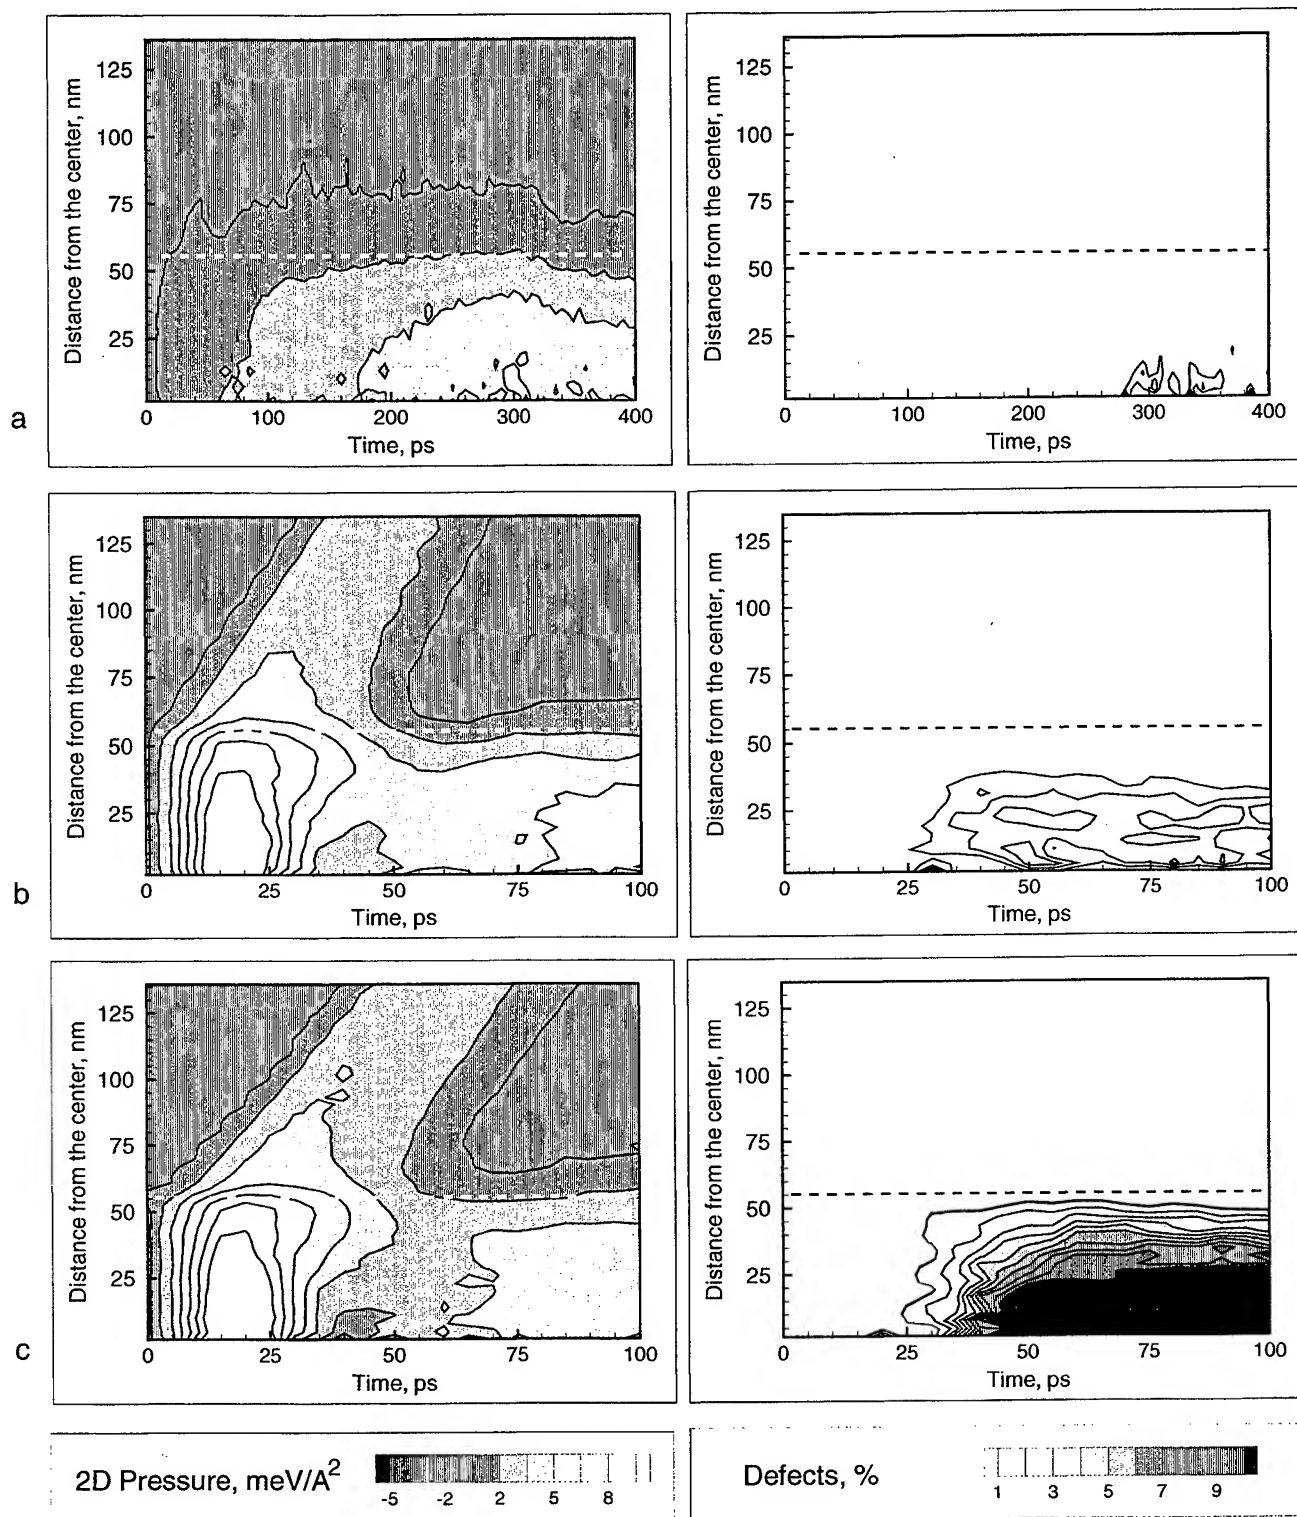 Distance from the center, nm
125
100
75
50
25
0 100 200 300 400
Time, ps
Distance from the center, nm
125
100
75
50
25
0 100 200 300 400
Time, ps
a
Distance from the center, nm
125
100
75
50
25
0 25 50 75 100
Time, ps
Distance from the center, nm
125
100
75
50
25
0 25 50 75 100
Time, ps
b
Distance from the center, nm
125
100
75
50
25
0 25 50 75 100
Time, ps
Distance from the center, nm
125
100
75
50
25
0 25 50 75 100
Time, ps
c
2D Pressure, meV/A²
-5 -2 2 5 8
Defects, %
1 3 5 7 9